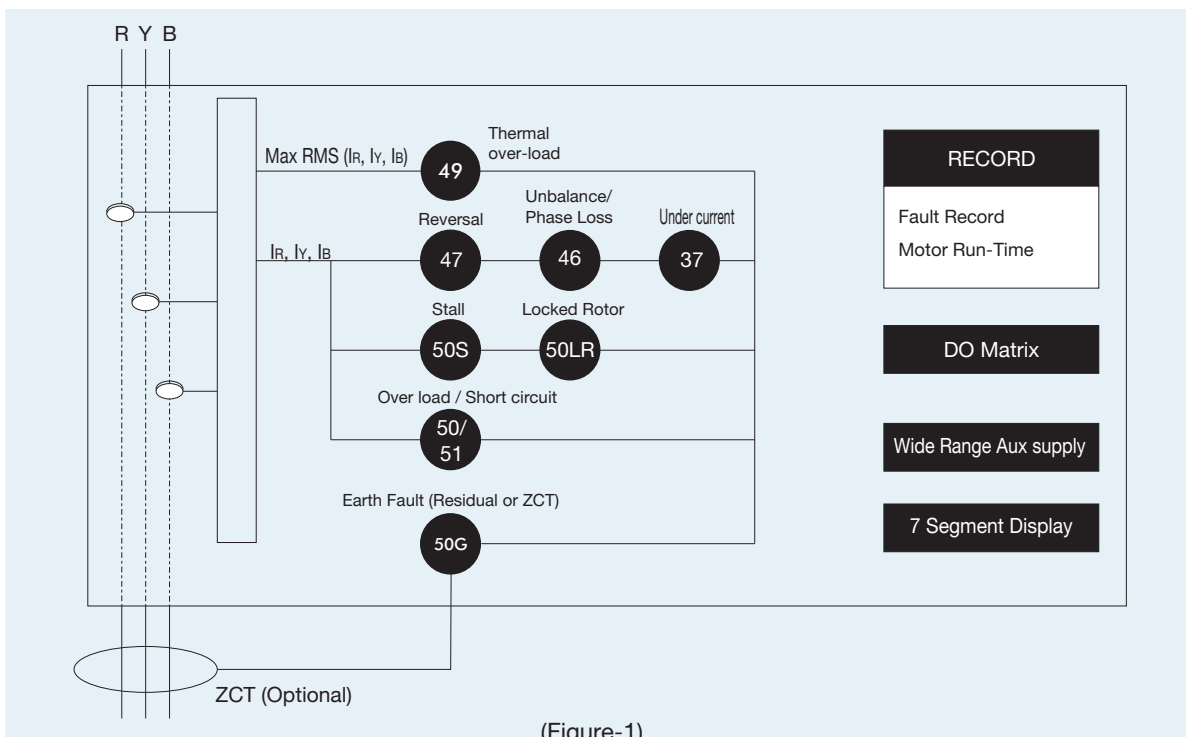 R Y B
Thermal
over-load
Max RMS (IR, IY, IB)
49
RECORD
Unbalance/
Phase Loss
Reversal
Under current
Fault Record
Motor Run-Time
IR, IY, IB
47
46
37
Stall
Locked Rotor
50S
50LR
DO Matrix
Over load / Short circuit
50/
51
Wide Range Aux supply
Earth Fault (Residual or ZCT)
50G
7 Segment Display
ZCT (Optional)
(Figure-1)